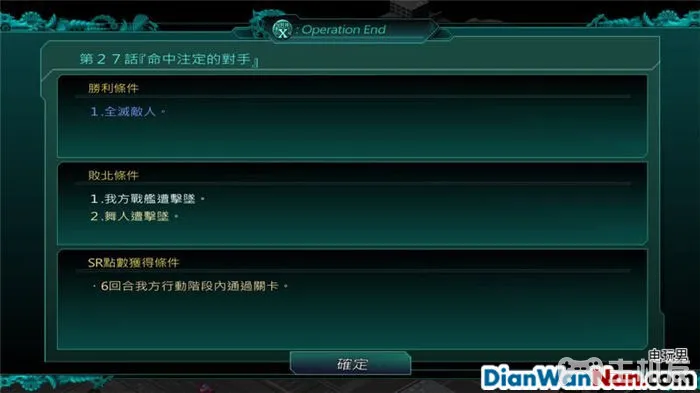 X : Operation End
第２７話『命中注定的對手』
勝利條件
１.全滅敵人。
敗北條件
１.我方戰艦遭擊墜。
２.舞人遭擊墜。
SR點數獲得條件
・６回合我方行動階段內通過關卡。
確定
电玩男
DianWanNan.com